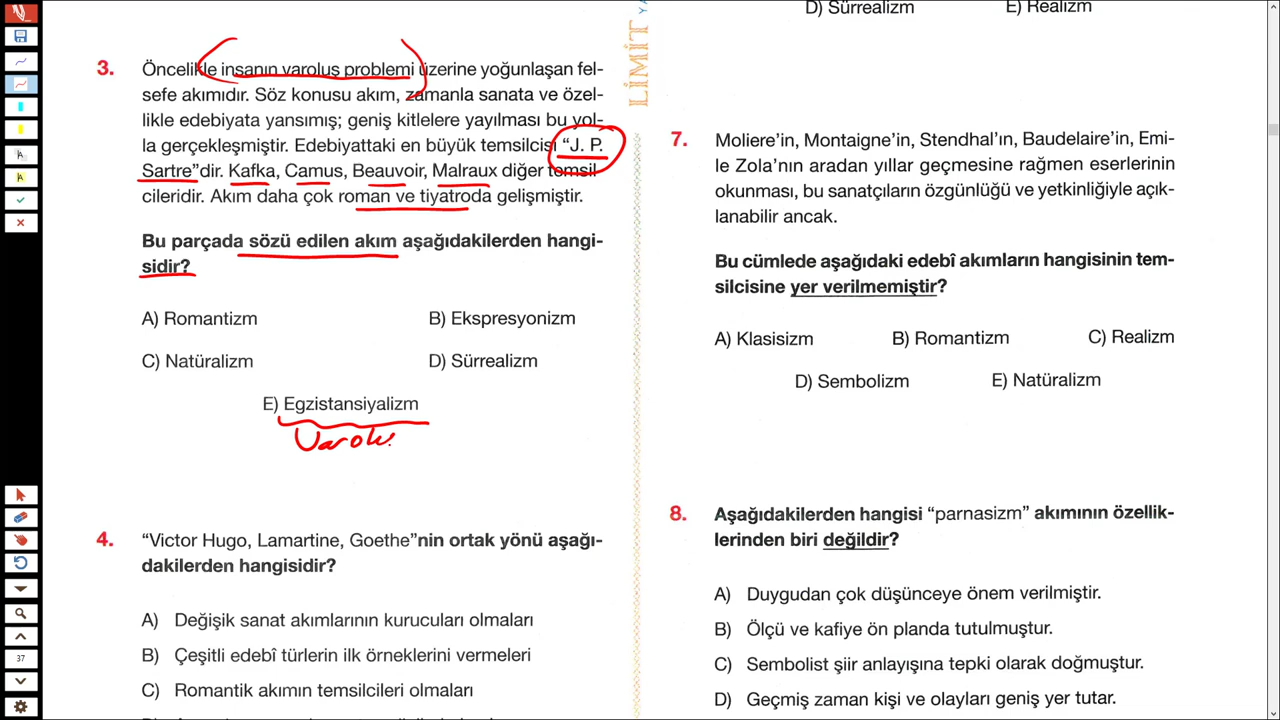 3. Öncelikle insanın varoluş problemi üzerine yoğunlaşan fel-
sefe akımıdır. Söz konusu akım, zamanla sanata ve özel-
likle edebiyata yansımış; geniş kitlelere yayılması bu yol-
la gerçekleşmiştir. Edebiyattaki en büyük temsilcisi “J. P.
Sartre”dir. Kafka, Camus, Beauvoir, Malraux diğer temsil
cileridir. Akım daha çok roman ve tiyatroda gelişmiştir.
Bu parçada sözü edilen akım aşağıdakilerden hangi-
sidir?
A) Romantizm B) Ekspresyonizm
C) Natüralizm D) Sürrealizm
E) Egzistansiyalizm
Varoluş
4. “Victor Hugo, Lamartine, Goethe”nin ortak yönü aşağı-
dakilerden hangisidir?
A) Değişik sanat akımlarının kurucuları olmaları
B) Çeşitli edebî türlerin ilk örneklerini vermeleri
C) Romantik akımın temsilcileri olmaları
37
LİMİT
D) Sürrealizm E) Realizm
7. Moliere’in, Montaigne’in, Stendhal’ın, Baudelaire’in, Emi-
le Zola’nın aradan yıllar geçmesine rağmen eserlerinin
okunması, bu sanatçıların özgünlüğü ve yetkinliğiyle açık-
lanabilir ancak.
Bu cümlede aşağıdaki edebî akımların hangisinin tem-
silcisine yer verilmemiştir?
A) Klasisizm B) Romantizm C) Realizm
D) Sembolizm E) Natüralizm
8. Aşağıdakilerden hangisi “parnasizm” akımının özellik-
lerinden biri değildir?
A) Duygudan çok düşünceye önem verilmiştir.
B) Ölçü ve kafiye ön planda tutulmuştur.
C) Sembolist şiir anlayışına tepki olarak doğmuştur.
D) Geçmiş zaman kişi ve olayları geniş yer tutar.